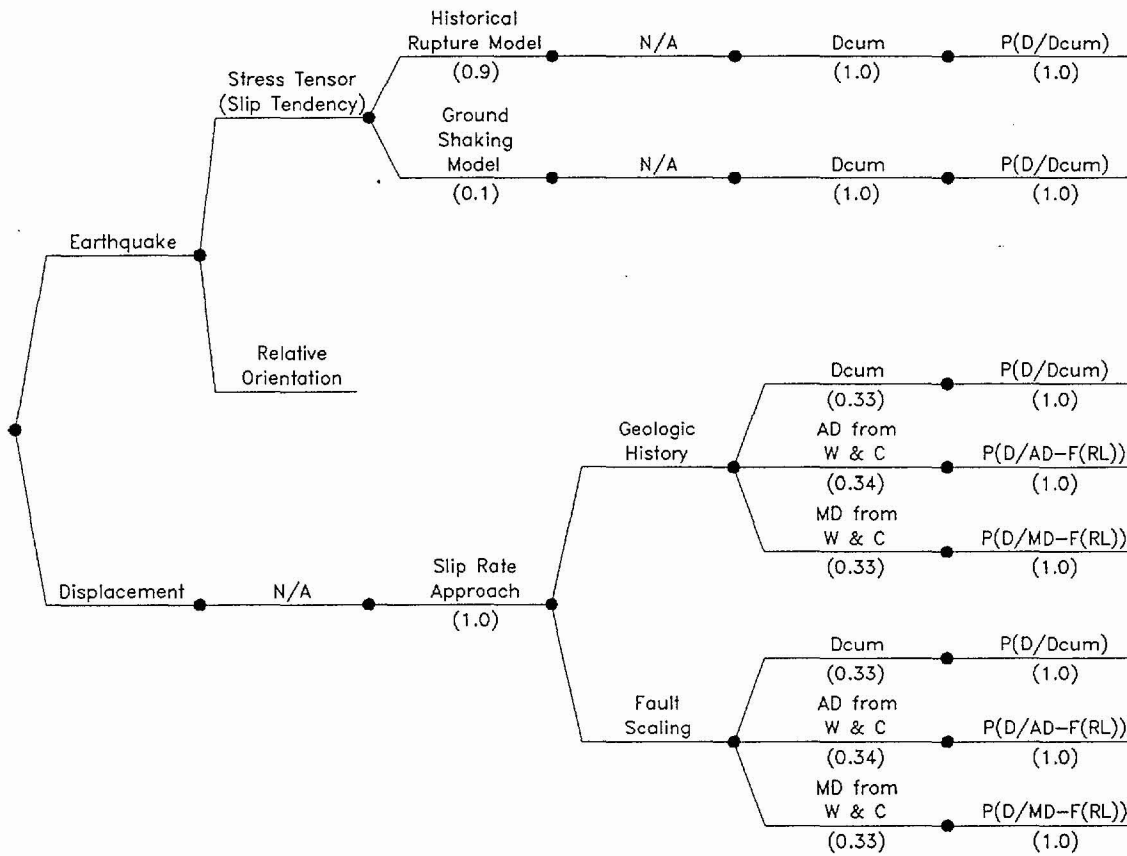 Historical
Rupture Model
(0.9)
N/A
Dcum
(1.0)
P(D/Dcum)
(1.0)
Stress Tensor
(Slip Tendency)
Ground
Shaking
Model
(0.1)
N/A
Dcum
(1.0)
P(D/Dcum)
(1.0)
Earthquake
Relative
Orientation
Dcum
(0.33)
P(D/Dcum)
(1.0)
Geologic
History
AD from
W & C
(0.34)
P(D/AD-F(RL))
(1.0)
MD from
W & C
(0.33)
P(D/MD-F(RL))
(1.0)
Displacement
N/A
Slip Rate
Approach
(1.0)
Dcum
(0.33)
P(D/Dcum)
(1.0)
Fault
Scaling
AD from
W & C
(0.34)
P(D/AD-F(RL))
(1.0)
MD from
W & C
(0.33)
P(D/MD-F(RL))
(1.0)